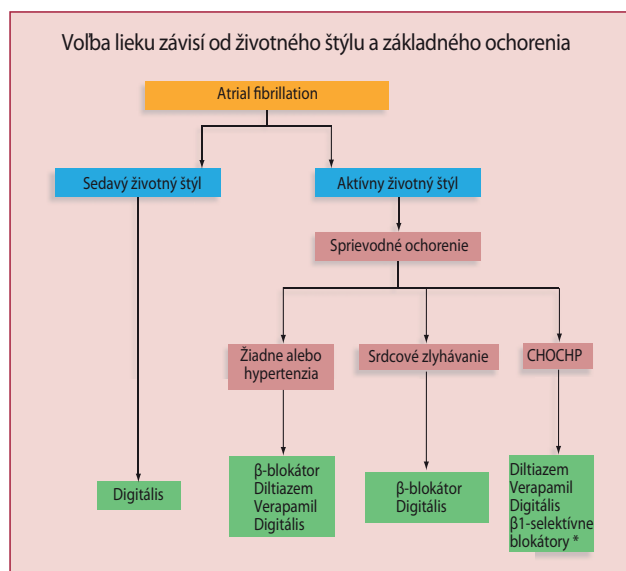 Voľba lieku závisí od životného štýlu a základného ochorenia
Atrial fibrillation
Sedavý životný štýl
Aktívny životný štýl
Sprievodné ochorenie
Žiadne alebo
hypertenzia
Srdcové zlyhávanie
CHOCHP
Digitális
β-blokátor
Diltiazem
Verapamil
Digitális
β-blokátor
Digitális
Diltiazem
Verapamil
Digitális
β1-selektívne
blokátory *